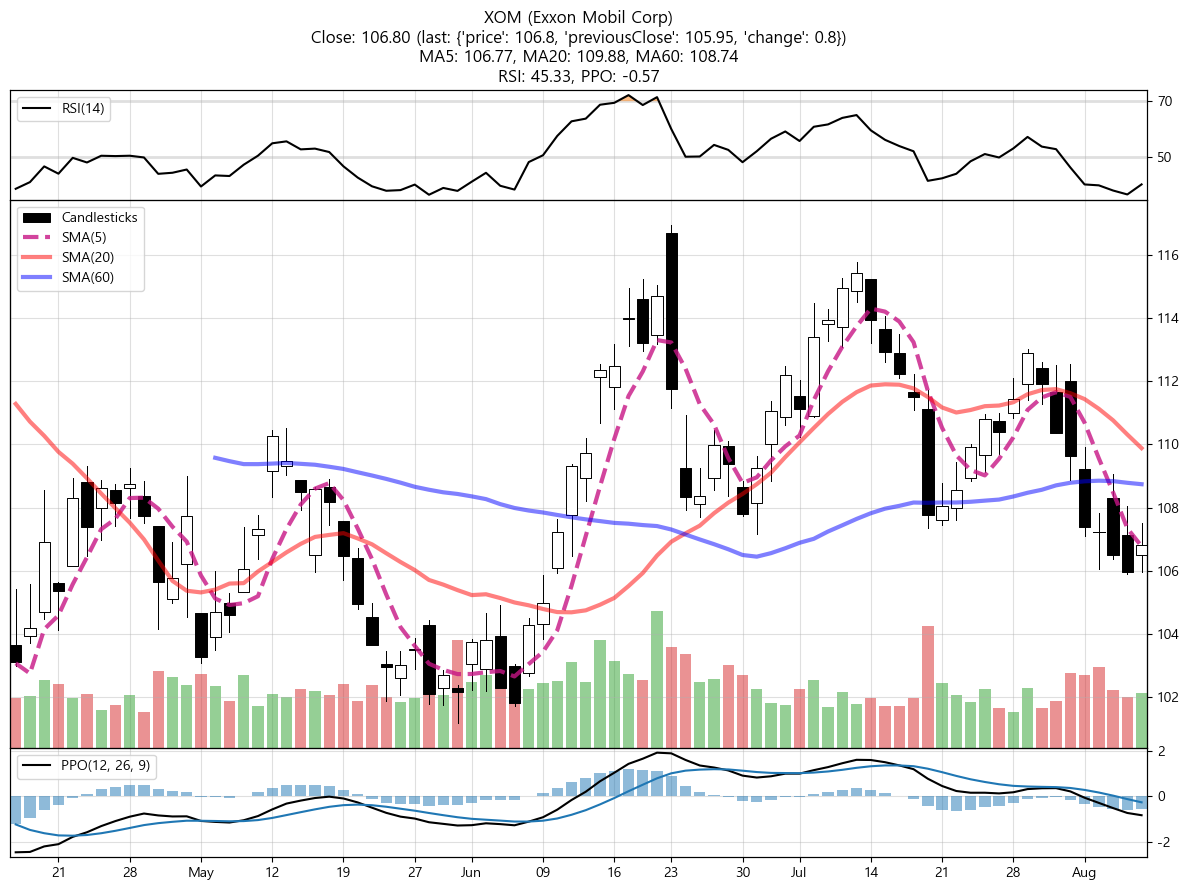 XOM (Exxon Mobil Corp)
Close: 106.80 (last: {'price': 106.8, 'previousClose': 105.95, 'change': 0.8})
MA5: 106.77, MA20: 109.88, MA60: 108.74
RSI: 45.33, PPO: -0.57
RSI(14)
70
50
Candlesticks
SMA(5)
SMA(20)
SMA(60)
116
114
112
110
108
106
104
102
PPO(12, 26, 9)
2
0
-2
21 28 May 12 19 27 Jun 09 16 23 30 Jul 14 21 28 Aug